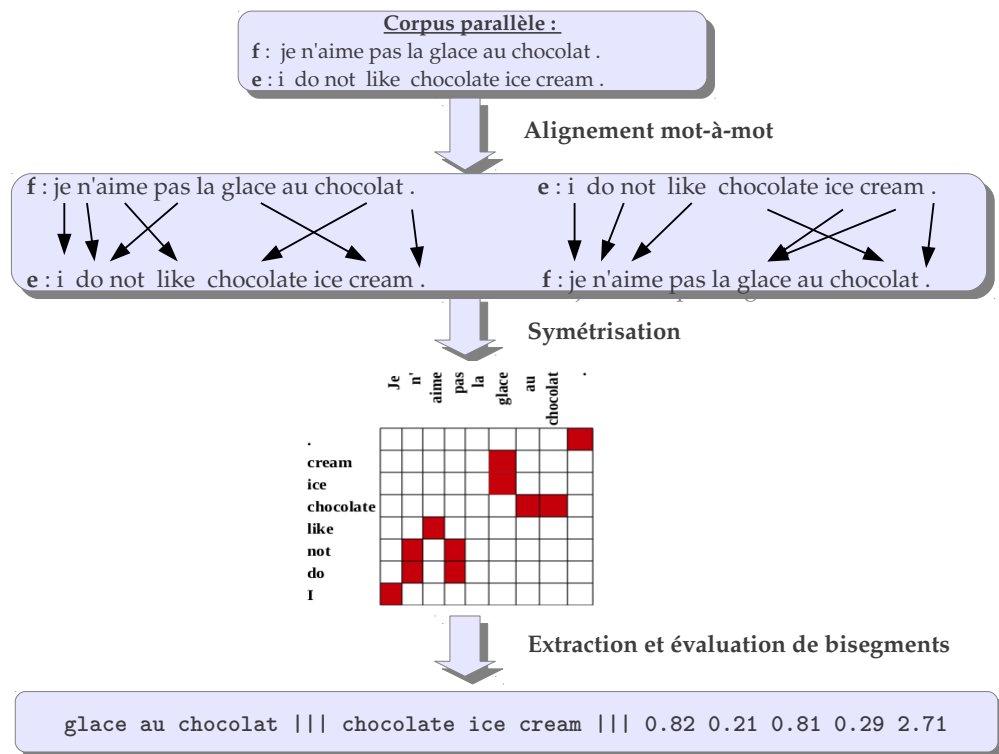 Corpus parallèle :
f : je n'aime pas la glace au chocolat .
e : i do not like chocolate ice cream .
Alignement mot-à-mot
f : je n'aime pas la glace au chocolat .
e : i do not like chocolate ice cream .
e : i do not like chocolate ice cream .
f : je n'aime pas la glace au chocolat .
Symétrisation
Je n' aime pas la glace au chocolat .
.
cream
ice
chocolate
like
not
do
I
Extraction et évaluation de bisegments
glace au chocolat ||| chocolate ice cream ||| 0.82 0.21 0.81 0.29 2.71